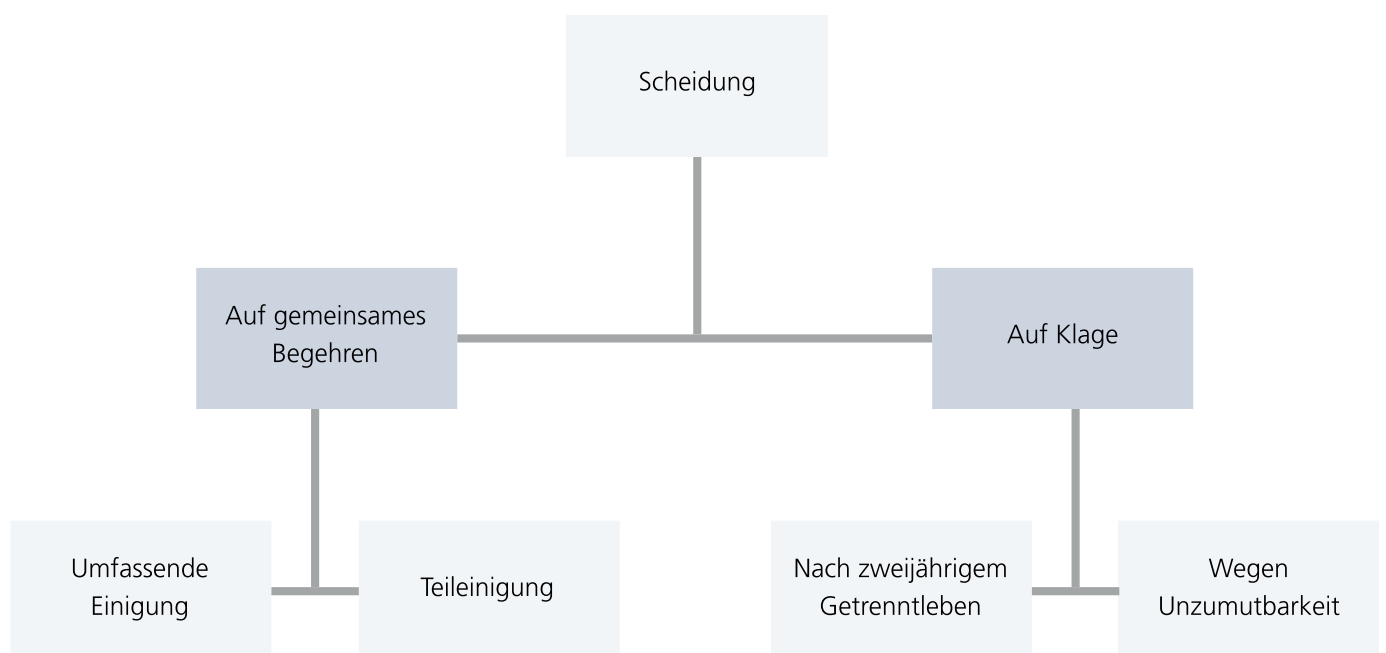 Scheidung
Auf gemeinsames
Begehren
Auf Klage
Umfassende
Einigung
Teileinigung
Nach zweijährigem
Getrenntleben
Wegen
Unzumutbarkeit